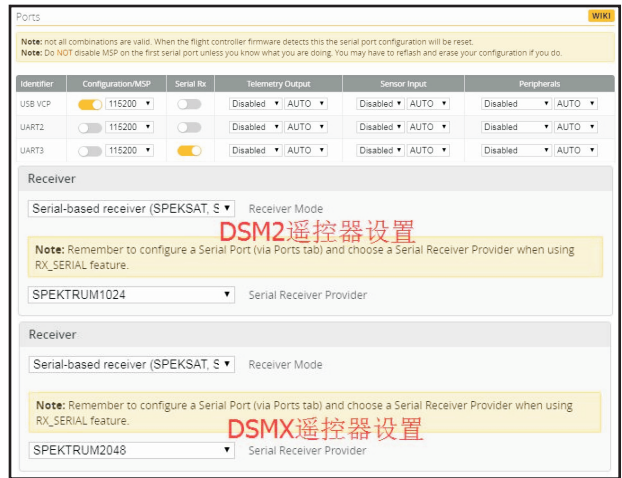 Ports
WIKI
Note: not all combinations are valid. When the flight controller firmware detects this the serial port configuration will be reset.
Note: Do NOT disable MSP on the first serial port unless you know what you are doing. You may have to reflash and erase your configuration if you do.
Identifier Configuration/MSP Serial Rx Telemetry Output Sensor Input Peripherals
USB VCP 115200 Disabled AUTO Disabled AUTO Disabled AUTO
UART2 115200 Disabled AUTO Disabled AUTO Disabled AUTO
UART3 115200 Disabled AUTO Disabled AUTO Disabled AUTO
Receiver
Serial-based receiver (SPEKSAT, S Receiver Mode
DSM2遥控器设置
Note: Remember to configure a Serial Port (via Ports tab) and choose a Serial Receiver Provider when using
RX_SERIAL feature.
SPEKTRUM1024 Serial Receiver Provider
Receiver
Serial-based receiver (SPEKSAT, S Receiver Mode
Note: Remember to configure a Serial Port (via Ports tab) and choose a Serial Receiver Provider when using
RX_SERIAL feature.
DSMX遥控器设置
SPEKTRUM2048 Serial Receiver Provider